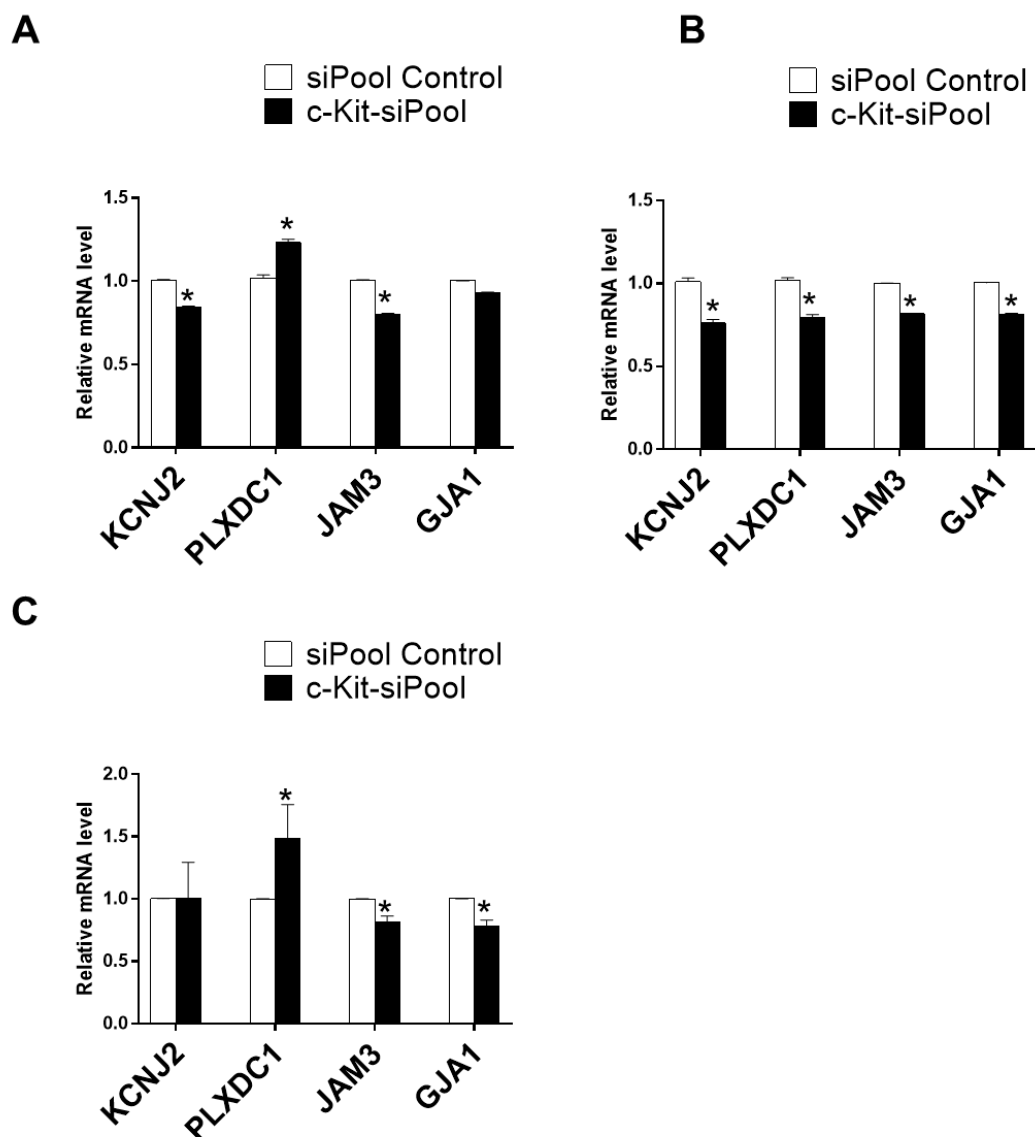 A
siPool Control
c-Kit-siPool
Relative mRNA level
1.5
1.0
0.5
0.0
*
*
*
KCNJ2
PLXDC1
JAM3
GJA1
B
siPool Control
c-Kit-siPool
Relative mRNA level
1.5
1.0
0.5
0.0
*
*
*
*
KCNJ2
PLXDC1
JAM3
GJA1
C
siPool Control
c-Kit-siPool
Relative mRNA level
2.0
1.5
1.0
0.5
0.0
*
*
*
KCNJ2
PLXDC1
JAM3
GJA1